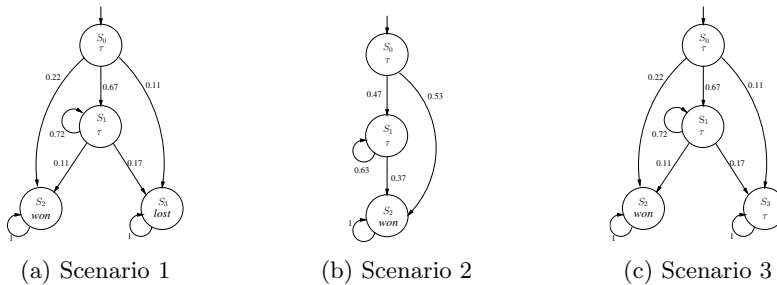 S0
τ
0.22
0.67
0.11
S1
τ
0.72
0.11
0.17
S2
won
S3
lost
1
1
(a) Scenario 1
S0
τ
0.47
0.53
S1
τ
0.63
0.37
S2
won
1
(b) Scenario 2
S0
τ
0.22
0.67
0.11
S1
τ
0.72
0.11
0.17
S2
won
S3
τ
1
1
(c) Scenario 3